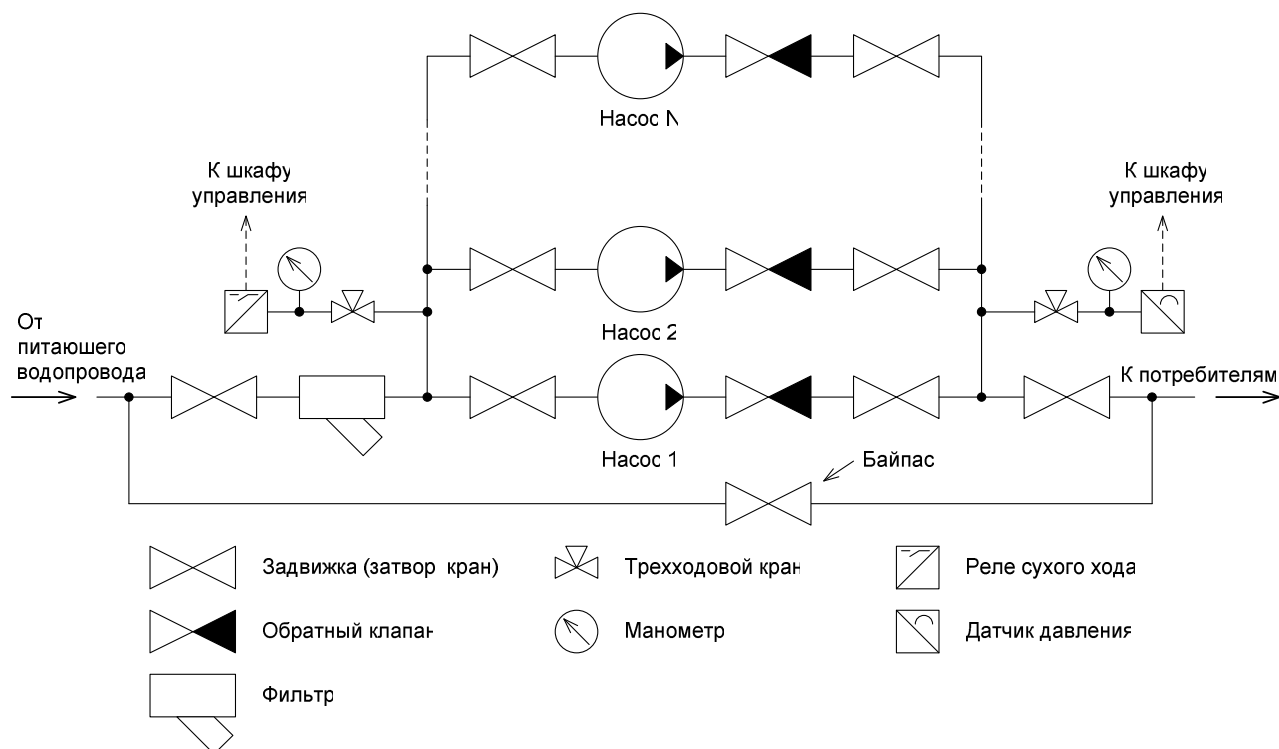 Насос N
К шкафу
управления
К шкафу
управления
Насос 2
От
питаюшего
водопровода
К потребителям
Насос 1
Байпас
Задвижка (затвор кран)
Трехходовой кран
Реле сухого хода
Обратный клапан
Манометр
Датчик давления
Фильтр